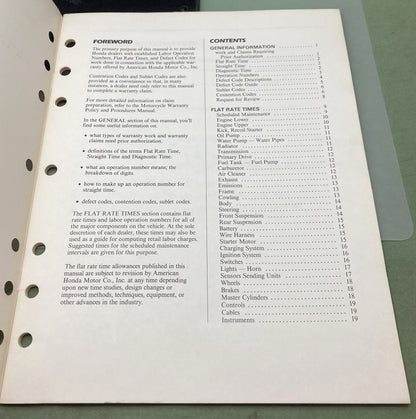 FOREWORD
The primary purpose of this manual is to provide
Honda dealers with established Labor Operation
Numbers, Flat Rate Times, and Defect Codes for
work done in connection with the applicable war-
ranty offered by American Honda Motor Co., Inc.
Contention Codes and Sublet Codes are also
provided as a convenience so that, in many
instances, a dealer need only refer to this manual
to complete a warranty claim.
For more detailed information on claim
preparation, refer to the Motorcycle Warranty
Policy and Procedures Manual.
In the GENERAL section of this manual, you'll
find some useful information on:
• what types of warranty work and warranty
claims need prior authorization.
• definitions of the terms Flat Rate Time,
Straight Time and Diagnostic Time.
• what an operation number means; the
breakdown of digits.
• how to make up an operation number for
straight time.
• defect codes, contention codes, sublet codes.
The FLAT RATE TIMES section contains flat
rate times and labor operation numbers for all of
the major components on the vehicle. At the sole
discretion of each dealer, these times may also be
used as a guide for computing retail labor charges.
Suggested times for the scheduled maintenance
intervals are given for this purpose.
The flat rate time allowances published in this
manual are subject to revision by American
Honda Motor Co., Inc. at any time depending
upon new time studies, design changes or
improved methods, techniques, equipment, or
other advances in the industry.
CONTENTS
GENERAL INFORMATION
Work and Claims Requiring
Prior Authorization
Flat Rate Time
Straight Time
Diagnostic Time
Operation Numbers
Defect Code Descriptions
Defect Code Guide
Sublet Codes
Contention Codes
Request for Review
FLAT RATE TIMES
Scheduled Maintenance
Engine Lower
Engine Upper
Kick, Recoil Starter
Oil Pump
Water Pump — Water Pipes
Radiator
Transmission
Primary Drive
Fuel Tank — Fuel Pump
Carburetor
Air Cleaner
Exhaust
Emissions
Frame
Cowling
Body
Steering
Front Suspension
Rear Suspension
Battery
Wire Harness
Starter Motor
Charging System
Ignition System
Switches . . . 16
Lights — Horn . . . 17
Sensors Sending Units . . . 17
Wheels . . . 18
Brakes . . . 18
Master Cylinders . . . 18
Controls . . . 19
Cables . . . 19
Instruments . . . 19